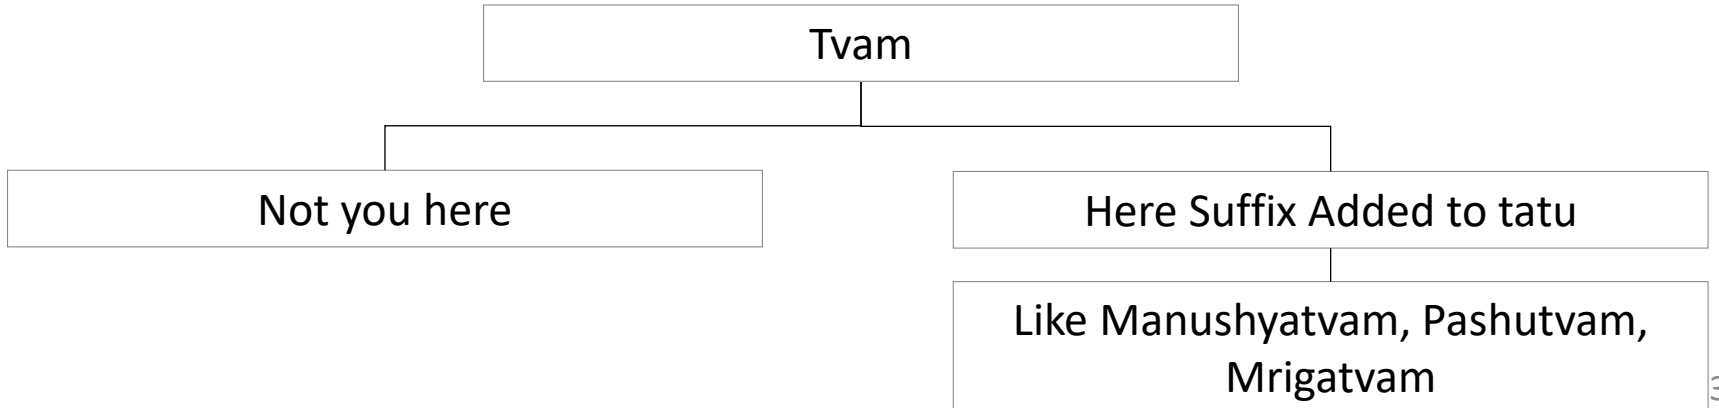 Tvam
Not you here
Here Suffix Added to tatu
Like Manushyatvam, Pashutvam,
Mrigatvam